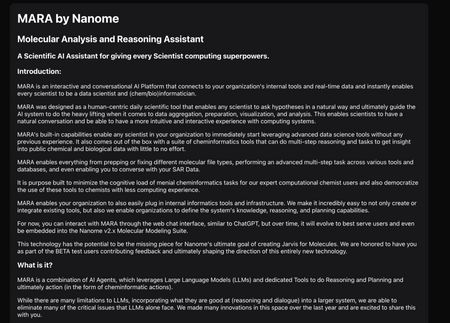 MARA by Nanome
Molecular Analysis and Reasoning Assistant
A Scientific AI Assistant for giving every Scientist computing superpowers.
Introduction:
MARA is an interactive and conversational AI Platform that connects to your organization's internal tools and real-time data and instantly enables
every scientist to be a data scientist and (chem/bio)informatician.
MARA was designed as a human-centric daily scientific tool that enables any scientist to ask hypotheses in a natural way and ultimately guide the
AI system to do the heavy lifting when it comes to data aggregation, preparation, visualization, and analysis. This enables scientists to have a
natural conversation and be able to have a more intuitive and interactive experience with computing systems.
MARA's built-in capabilities enable any scientist in your organization to immediately start leveraging advanced data science tools without any
previous experience. It also comes out of the box with a suite of cheminformatics tools that can do multi-step reasoning and tasks to get insight
into public chemical and biological data with little to no effort.
MARA enables everything from prepping or fixing different molecular file types, performing an advanced multi-step task across various tools and
databases, and even enabling you to converse with your SAR Data.
It is purpose built to minimize the cognitive load of menial cheminformatics tasks for our expert computational chemist users and also democratize
the use of these tools to chemists with less computing experience.
MARA enables your organization to also easily plug in internal informatics tools and infrastructure. We make it incredibly easy to not only create or
integrate existing tools, but also we enable organizations to define the system's knowledge, reasoning, and planning capabilities.
For now, you can interact with MARA through the web chat interface, similar to ChatGPT, but over time, it will evolve to best serve users and even
be embedded into the Nanome v2.x Molecular Modeling Suite.
This technology has the potential to be the missing piece for Nanome's ultimate goal of creating Jarvis for Molecules. We are honored to have you
as part of the BETA test users contributing feedback and ultimately shaping the direction of this entirely new technology.
What is it?
MARA is a combination of AI Agents, which leverages Large Language Models (LLMs) and dedicated Tools to do Reasoning and Planning and
ultimately action (in the form of cheminformatic actions).
While there are many limitations to LLMs, incorporating what they are good at (reasoning and dialogue) into a larger system, we are able to
eliminate many of the critical issues that LLMs alone face. We made many innovations in this space over the last year and are excited to share this
with you.